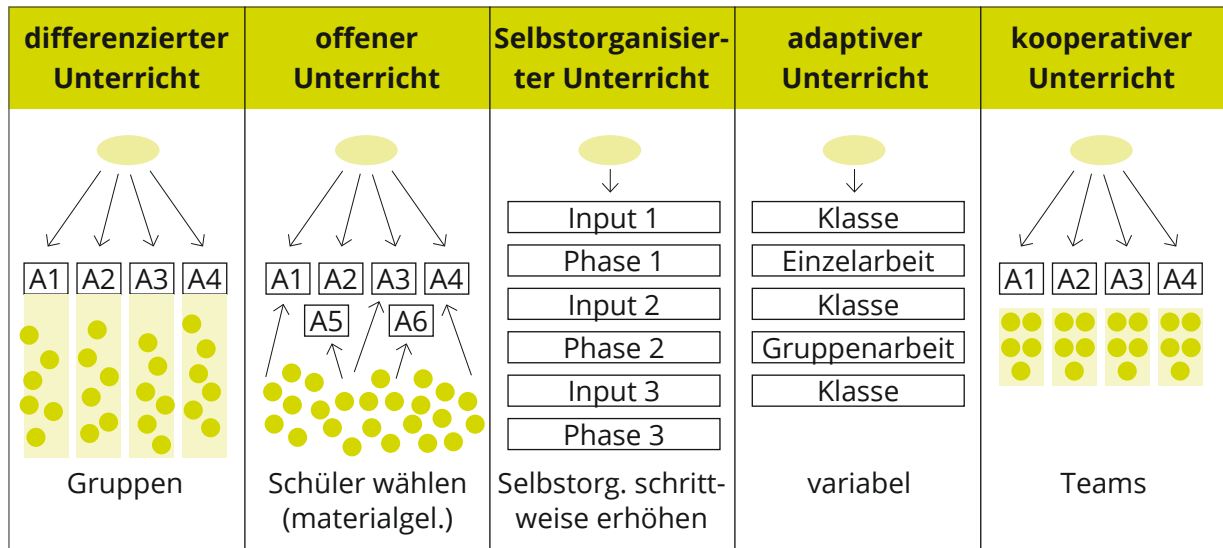 differenzierter
Unterricht
offener
Unterricht
Selbstorganisier-
ter Unterricht
adaptiver
Unterricht
kooperativer
Unterricht
A1 A2 A3 A4
Gruppen
A1 A2 A3 A4
A5 A6
Schüler wählen
(materialgel.)
Input 1
Phase 1
Input 2
Phase 2
Input 3
Phase 3
Selbstorg. schritt-
weise erhöhen
Klasse
Einzelarbeit
Klasse
Gruppenarbeit
Klasse
variabel
A1 A2 A3 A4
Teams